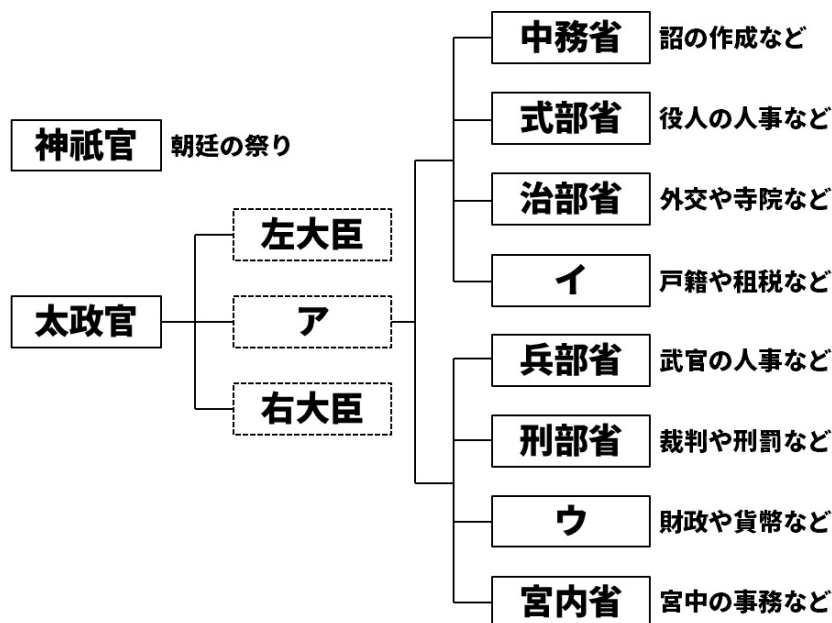 神祇官 朝廷の祭り
太政官
左大臣
ア
右大臣
中務省 詔の作成など
式部省 役人の人事など
治部省 外交や寺院など
イ 戸籍や租税など
兵部省 武官の人事など
刑部省 裁判や刑罰など
ウ 財政や貨幣など
宮内省 宮中の事務など